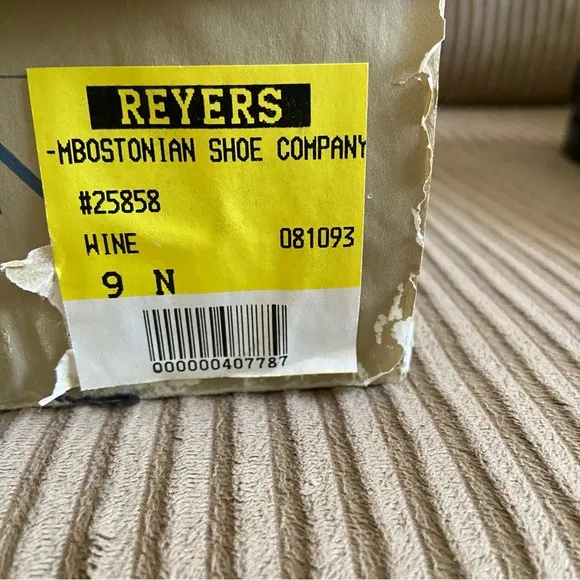 REYERS
-MBOSTONIAN SHOE COMPANY
#25858
WINE 081093
9 N
000000407787